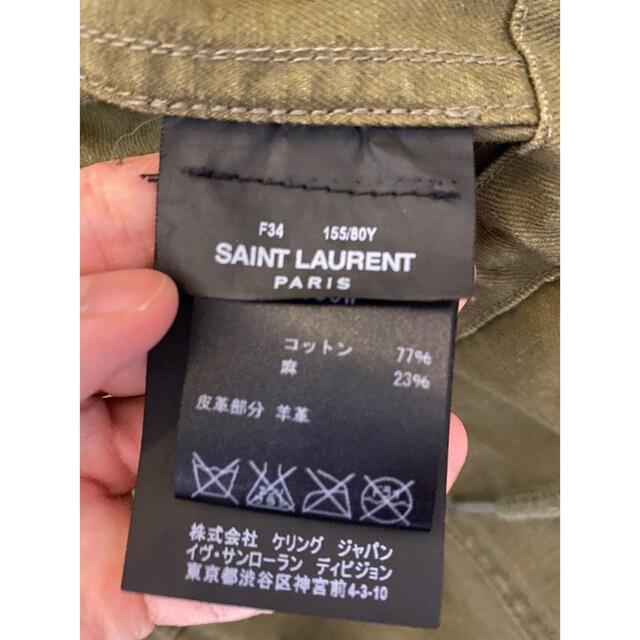 F34 155/80Y
SAINT LAURENT
PARIS
コットン 77%
麻 23%
皮革部分 羊革
株式会社 ケリング ジャパン
イヴ・サンローラン ディビジョン
東京都渋谷区神宮前4-3-10